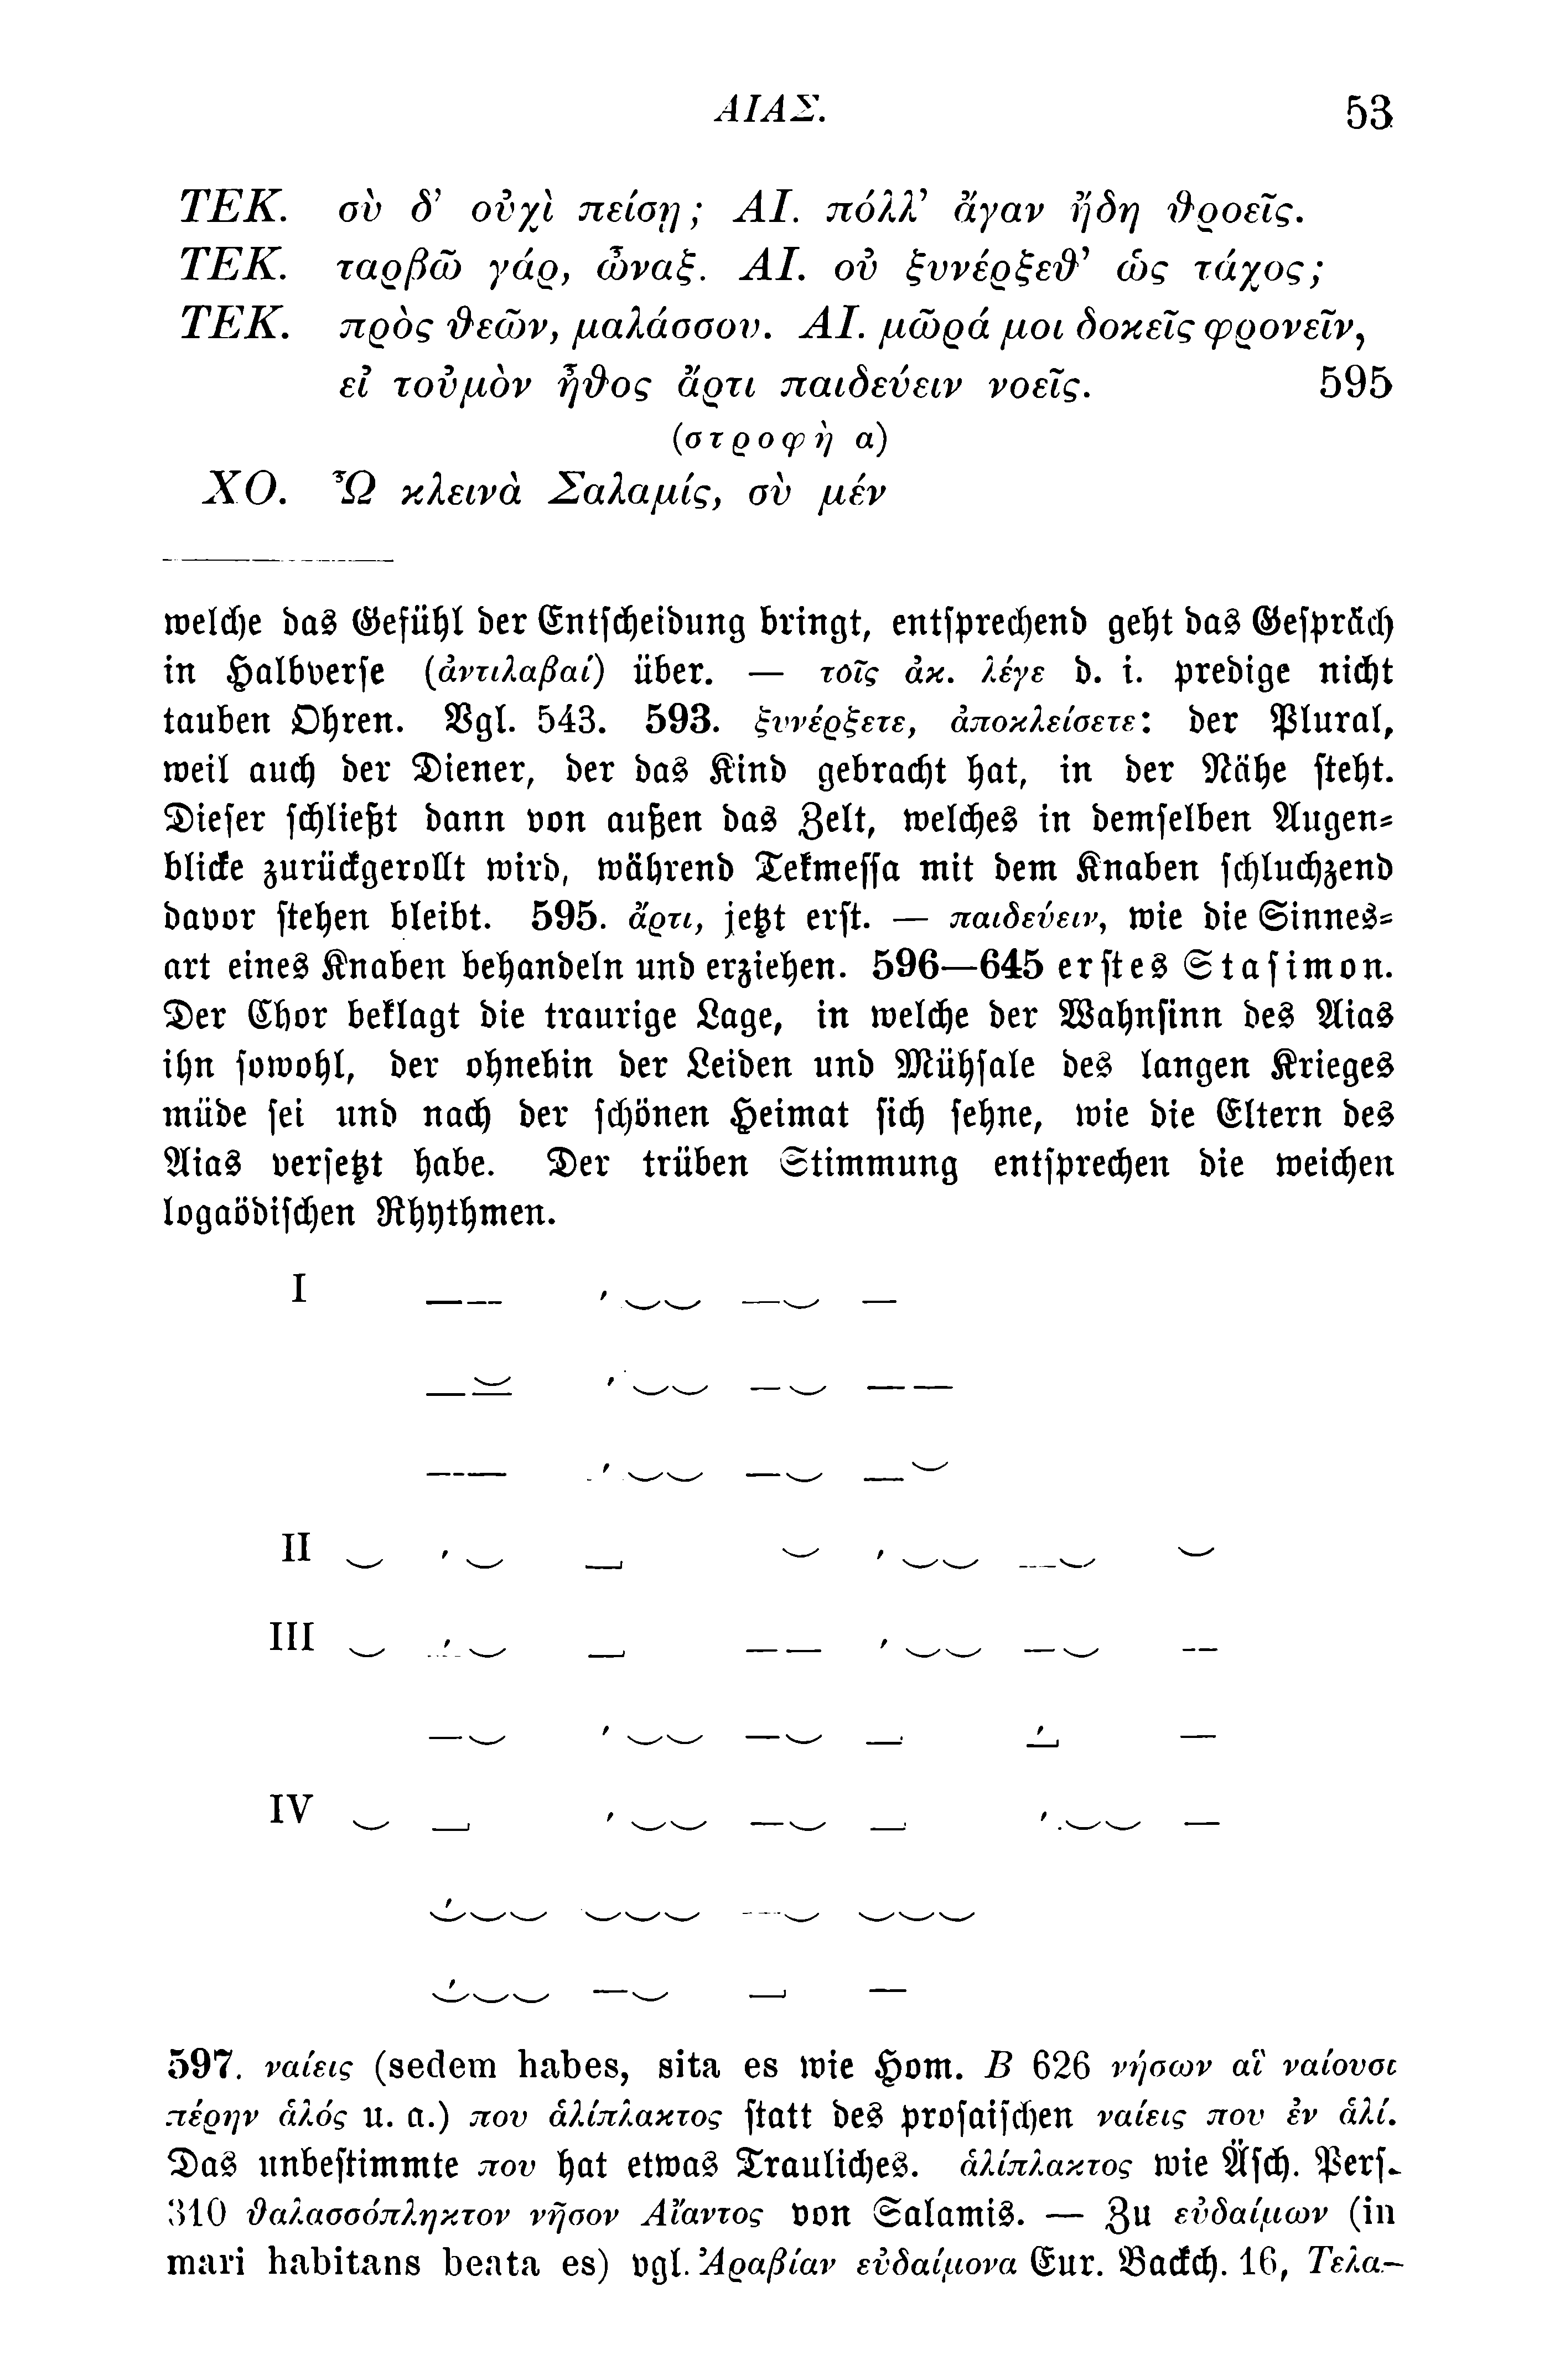 ΑΙΑΣ. 53
ΤΕΚ. σὺ δ’ οὐχὶ πείσῃ; ΑΙ. πόλλ’ ἄγαν ἤδη θροεῖς.
ΤΕΚ. ταρβῶ γάρ, ὦναξ. ΑΙ. οὐ ξυνέρξεθ’ ὡς τάχος;
ΤΕΚ. πρὸς θεῶν, μαλάσσου. ΑΙ. μῶρά μοι δοκεῖς φρονεῖν,
εἰ τοὐμὸν ἦθος ἄρτι παιδεύειν νοεῖς. 595
(στροφὴ α)
ΧΟ. Ὦ κλεινὰ Σαλαμίς, σὺ μέν
welche das Gefühl der Entscheidung bringt, entsprechend geht das Gespräch
in Halbverse (ἀντιλαβαί) über. — τοῖς ἀκ. λέγε d. i. predige nicht
tauben Ohren. Vgl. 543. 593. ξυνέρξετε, ἀποκλείσετε: der Plural,
weil auch der Diener, der das Kind gebracht hat, in der Nähe steht.
Dieser schließt dann von außen das Zelt, welches in demselben Augen-
blicke zurückgerollt wird, während Tekmessa mit dem Knaben schluchzend
davor stehen bleibt. 595. ἄρτι, jetzt erst. — παιδεύειν, wie die Sinnes-
art eines Knaben behandeln und erziehen. 596—645 erstes Stasimon.
Der Chor beklagt die traurige Lage, in welche der Wahnsinn des Aias
ihn sowohl, der ohnehin der Leiden und Mühsale des langen Krieges
müde sei und nach der schönen Heimat sich sehne, wie die Eltern des
Aias versetzt habe. Der trüben Stimmung entsprechen die weichen
logaödischen Rhythmen.
I
II
III
IV
597. ναίεις (sedem habes, sita es wie Hom. B 626 νήσων αἳ ναίουσι
πέρην ἁλός u. a.) που ἁλίπλακτος statt des prosaischen ναίεις που ἐν ἁλί.
Das unbestimmte που hat etwas Trauliches. ἁλίπλακτος wie Äsch. Pers.
310 θαλασσόπληκτον νῆσον Αἴαντος von Salamis. — Zu εὐδαίμων (in
mari habitans beata es) vgl. Ἀραβίαν εὐδαίμονα Eur. Backch. 16, Τελα-